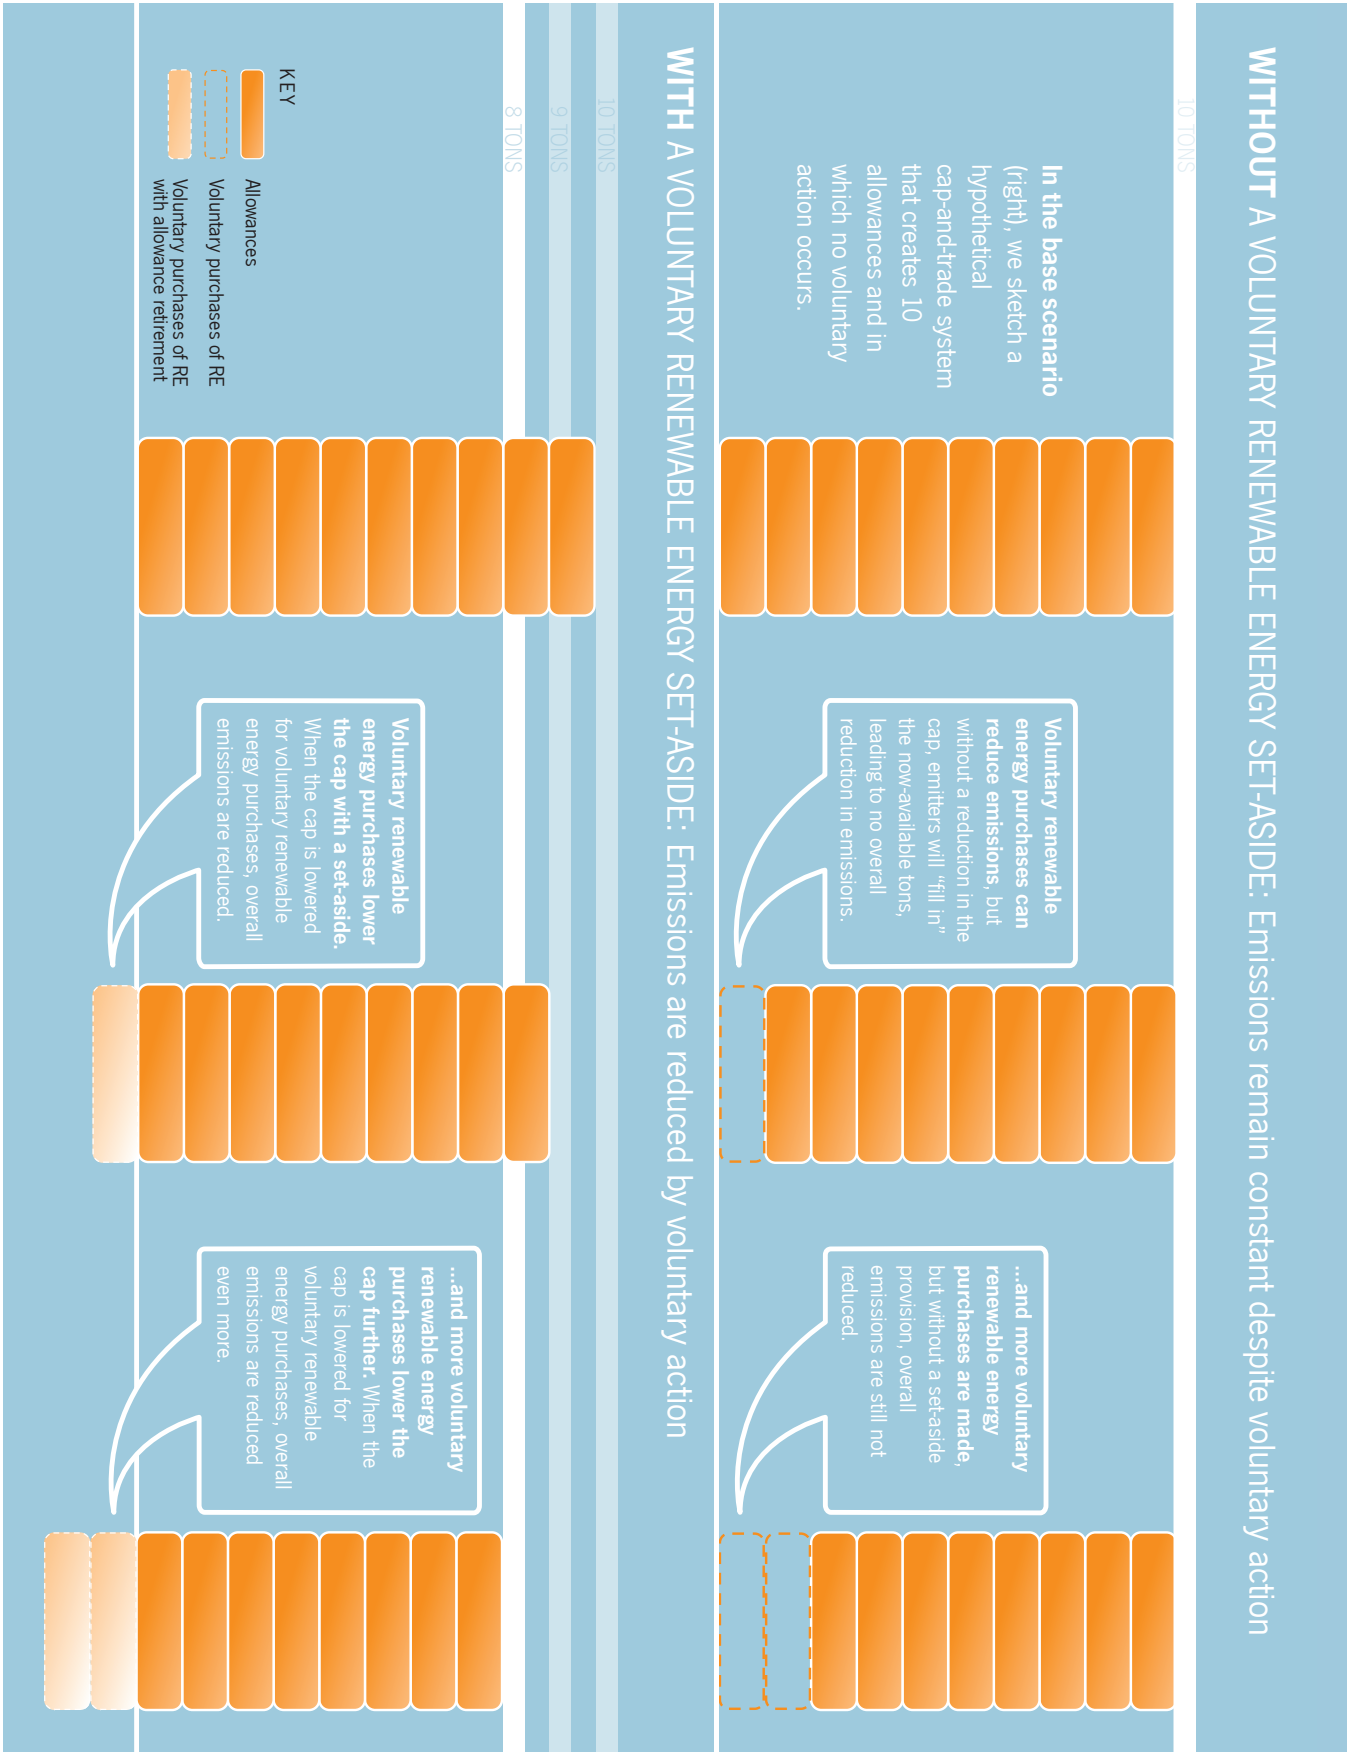 WITHOUT A VOLUNTARY RENEWABLE ENERGY SET-ASIDE: Emissions remain constant despite voluntary action
10 TONS
In the base scenario
(right), we sketch a
hypothetical
cap-and-trade system
that creates 10
allowances and in
which no voluntary
action occurs.
Voluntary renewable
energy purchases can
reduce emissions, but
without a reduction in the
cap, emitters will “fill in”
the now-available tons,
leading to no overall
reduction in emissions.
...and more voluntary
renewable energy
purchases are made,
but without a set-aside
provision, overall
emissions are still not
reduced.
WITH A VOLUNTARY RENEWABLE ENERGY SET-ASIDE: Emissions are reduced by voluntary action
10 TONS
9 TONS
8 TONS
Voluntary renewable
energy purchases lower
the cap with a set-aside.
When the cap is lowered
for voluntary renewable
energy purchases, overall
emissions are reduced.
...and more voluntary
renewable energy
purchases lower the
cap further. When the
cap is lowered for
voluntary renewable
energy purchases, overall
emissions are reduced
even more.
KEY
Allowances
Voluntary purchases of RE
Voluntary purchases of RE
with allowance retirement